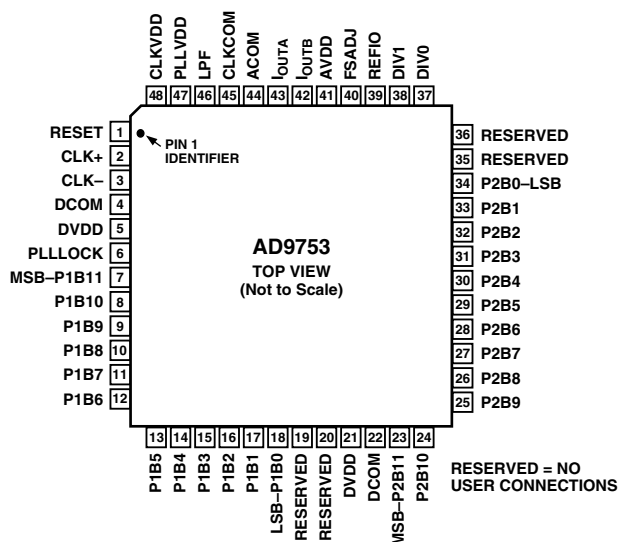 CLKVDD
PLLVDD
LPF
CLKCOM
ACOM
IOUTA
IOUTB
AVDD
FSADJ
REFIO
DIV1
DIV0
48 47 46 45 44 43 42 41 40 39 38 37
RESET 1
CLK+ 2
CLK– 3
DCOM 4
DVDD 5
PLLLOCK 6
MSB–P1B11 7
P1B10 8
P1B9 9
P1B8 10
P1B7 11
P1B6 12
PIN 1
IDENTIFIER
AD9753
TOP VIEW
(Not to Scale)
36 RESERVED
35 RESERVED
34 P2B0–LSB
33 P2B1
32 P2B2
31 P2B3
30 P2B4
29 P2B5
28 P2B6
27 P2B7
26 P2B8
25 P2B9
13 14 15 16 17 18 19 20 21 22 23 24
P1B5
P1B4
P1B3
P1B2
P1B1
LSB–P1B0
RESERVED
RESERVED
DVDD
DCOM
MSB–P2B11
P2B10
RESERVED = NO
USER CONNECTIONS